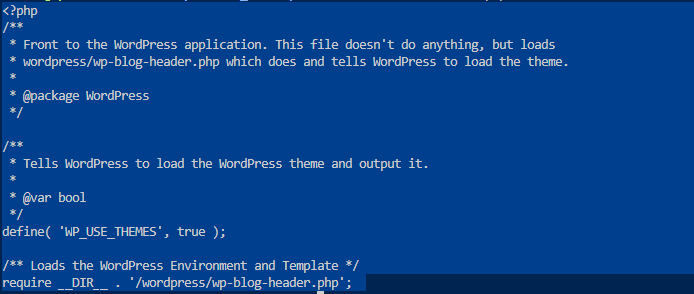 <?php
/**
 * Front to the WordPress application. This file doesn't do anything, but loads
 * wordpress/wp-blog-header.php which does and tells WordPress to load the theme.
 *
 * @package WordPress
 */

/**
 * Tells WordPress to load the WordPress theme and output it.
 *
 * @var bool
 */
define( 'WP_USE_THEMES', true );

/** Loads the WordPress Environment and Template */
require __DIR__ . '/wordpress/wp-blog-header.php';